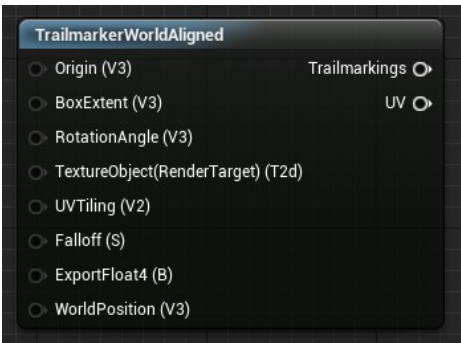 TrailmarkerWorldAligned
Origin (V3) Trailmarkings
BoxExtent (V3) UV
RotationAngle (V3)
TextureObject(RenderTarget) (T2d)
UVTiling (V2)
Falloff (S)
ExportFloat4 (B)
WorldPosition (V3)